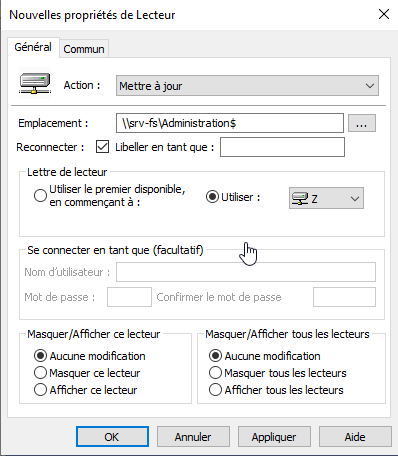 Nouvelles propriétés de Lecteur
Général
Commun
Action :
Mettre à jour
Emplacement :
\\srv-fs\Administration$
...
Reconnecter :
Libeller en tant que :
Lettre de lecteur
Utiliser le premier disponible,
en commençant à :
Utiliser :
Z
Se connecter en tant que (facultatif)
Nom d'utilisateur :
Mot de passe :
Confirmer le mot de passe
Masquer/Afficher ce lecteur
Aucune modification
Masquer ce lecteur
Afficher ce lecteur
Masquer/Afficher tous les lecteurs
Aucune modification
Masquer tous les lecteurs
Afficher tous les lecteurs
OK
Annuler
Appliquer
Aide